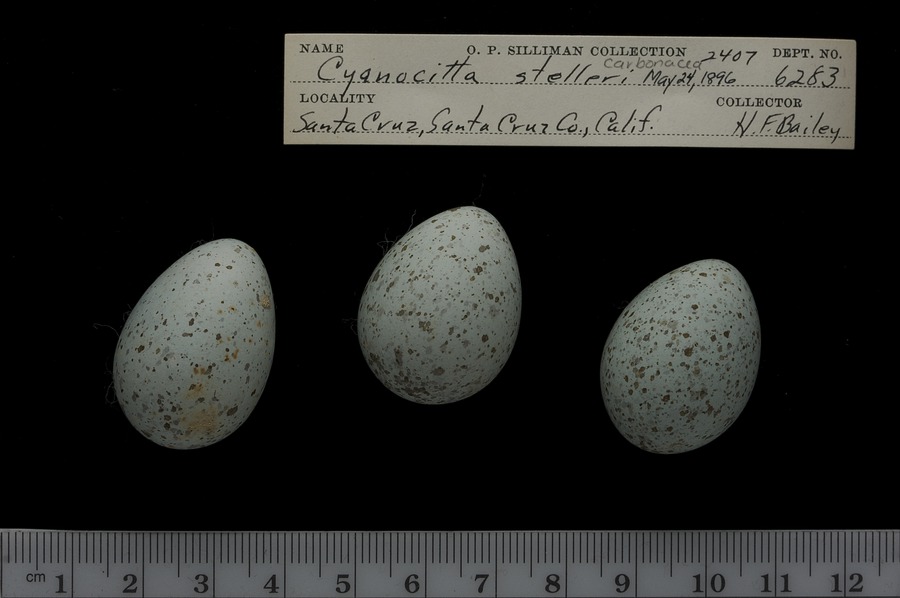 NAME O. P. SILLIMAN COLLECTION 2407 DEPT. NO.
Carbonacea
Cyanocitta stelleri May 24, 1896 6283
LOCALITY COLLECTOR
Santa Cruz, Santa Cruz Co., Calif. H. F. Bailey
cm 1 2 3 4 5 6 7 8 9 10 11 12